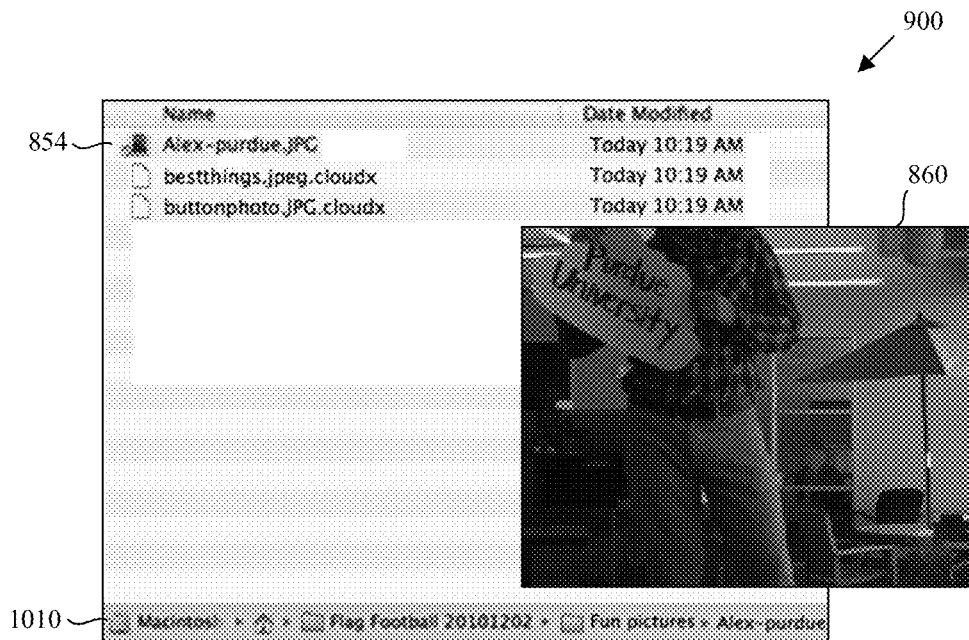 900
Name Date Modified
854 Alex-purdue.JPG Today 10:19 AM
bestthings.jpeg.cloudx Today 10:19 AM
buttonphoto.JPG.cloudx Today 10:19 AM
860
Purdue
University
1010 Macintosh Flag Football 20101202 Fun pictures Alex-purdue